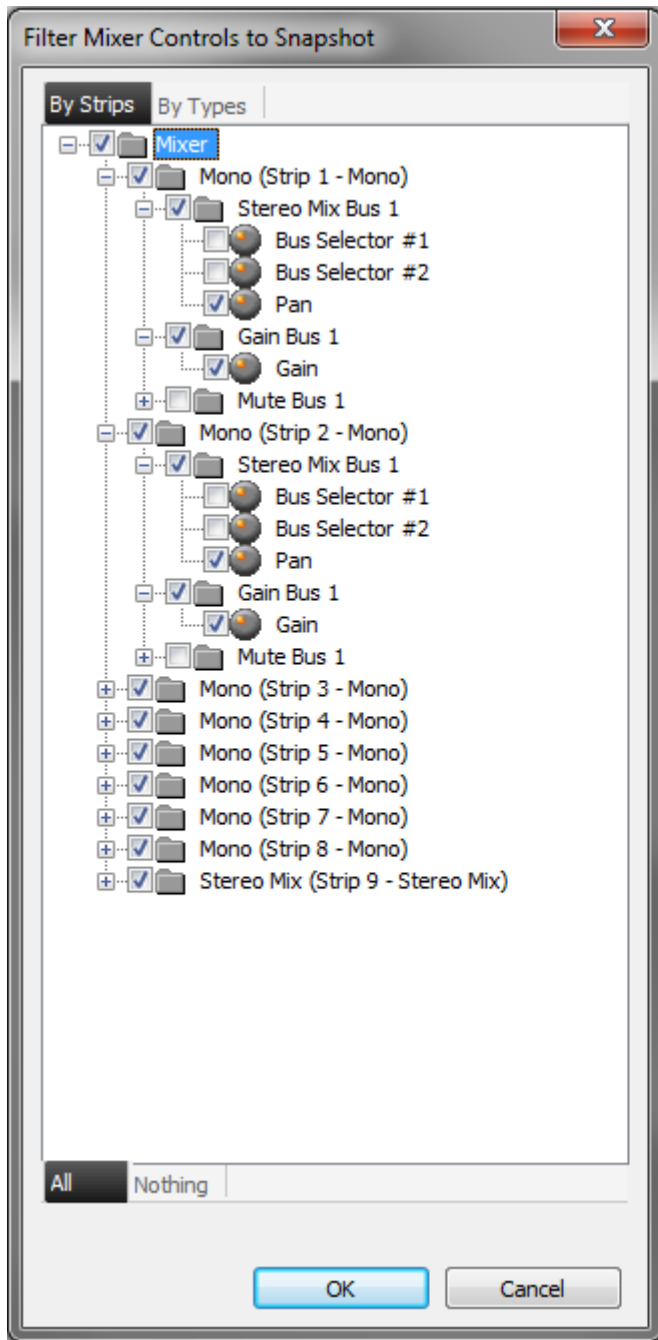 Filter Mixer Controls to Snapshot
By Strips By Types
Mixer
Mono (Strip 1 - Mono)
Stereo Mix Bus 1
Bus Selector #1
Bus Selector #2
Pan
Gain Bus 1
Gain
Mute Bus 1
Mono (Strip 2 - Mono)
Stereo Mix Bus 1
Bus Selector #1
Bus Selector #2
Pan
Gain Bus 1
Gain
Mute Bus 1
Mono (Strip 3 - Mono)
Mono (Strip 4 - Mono)
Mono (Strip 5 - Mono)
Mono (Strip 6 - Mono)
Mono (Strip 7 - Mono)
Mono (Strip 8 - Mono)
Stereo Mix (Strip 9 - Stereo Mix)
All Nothing
OK Cancel